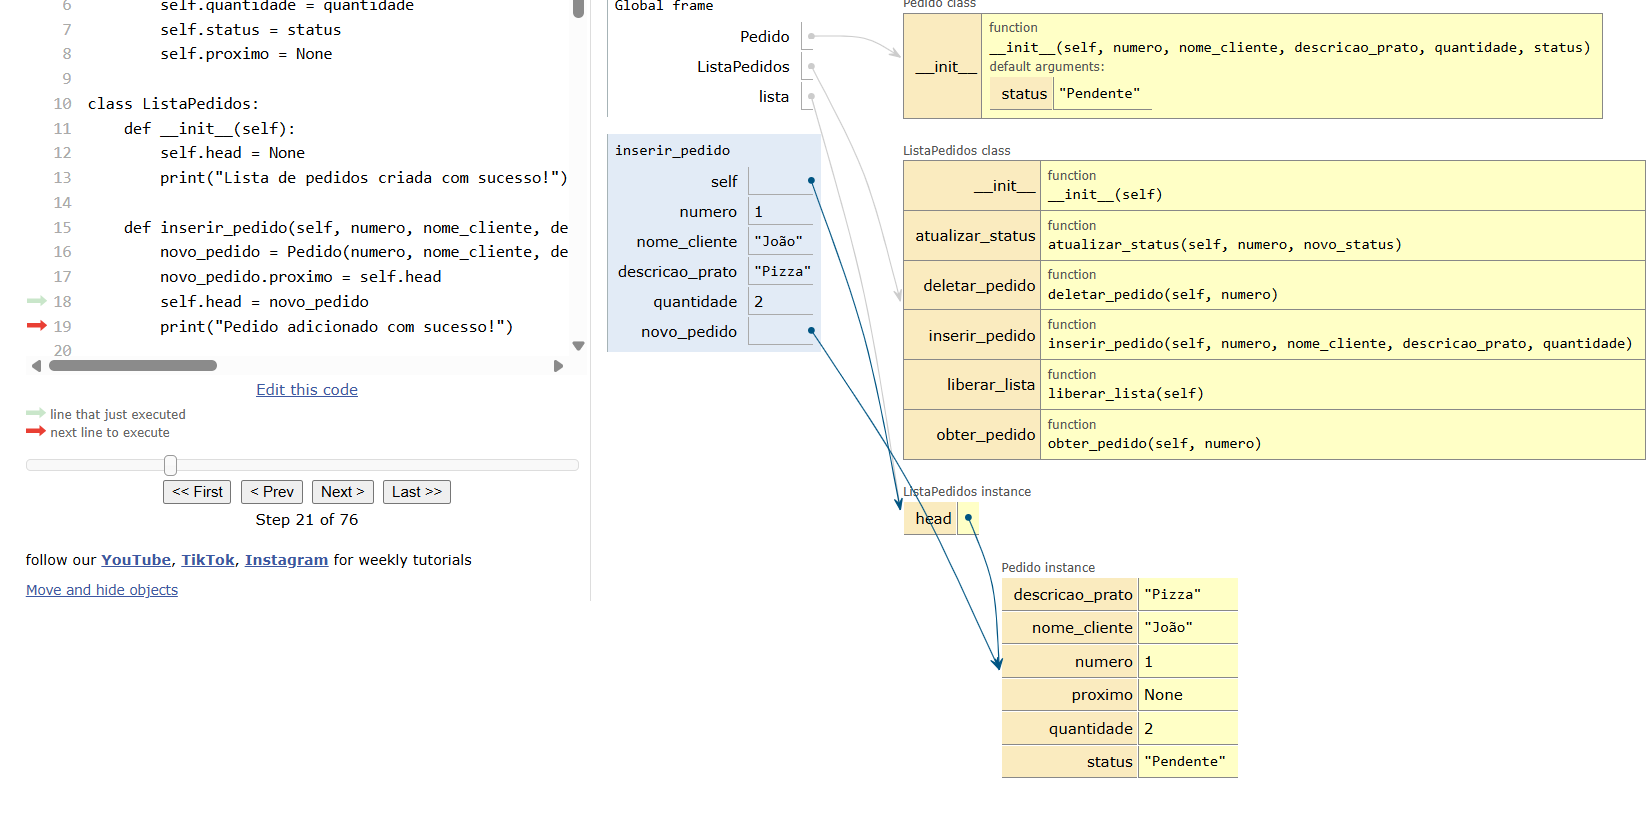 6 self.quantidade = quantidade
7 self.status = status
8 self.proximo = None
9
10 class ListaPedidos:
11 def __init__(self):
12 self.head = None
13 print("Lista de pedidos criada com sucesso!")
14
15 def inserir_pedido(self, numero, nome_cliente, de
16 novo_pedido = Pedido(numero, nome_cliente, de
17 novo_pedido.proximo = self.head
18 self.head = novo_pedido
19 print("Pedido adicionado com sucesso!")
20
Edit this code
line that just executed
next line to execute
<< First < Prev Next > Last >>
Step 21 of 76
follow our YouTube, TikTok, Instagram for weekly tutorials
Move and hide objects
Global frame
Pedido
ListaPedidos
lista
inserir_pedido
self
numero 1
nome_cliente "João"
descricao_prato "Pizza"
quantidade 2
novo_pedido
Pedido class
__init__
function
__init__(self, numero, nome_cliente, descricao_prato, quantidade, status)
default arguments:
status "Pendente"
ListaPedidos class
__init__
function
__init__(self)
atualizar_status
function
atualizar_status(self, numero, novo_status)
deletar_pedido
function
deletar_pedido(self, numero)
inserir_pedido
function
inserir_pedido(self, numero, nome_cliente, descricao_prato, quantidade)
liberar_lista
function
liberar_lista(self)
obter_pedido
function
obter_pedido(self, numero)
ListaPedidos instance
head
Pedido instance
descricao_prato "Pizza"
nome_cliente "João"
numero 1
proximo None
quantidade 2
status "Pendente"